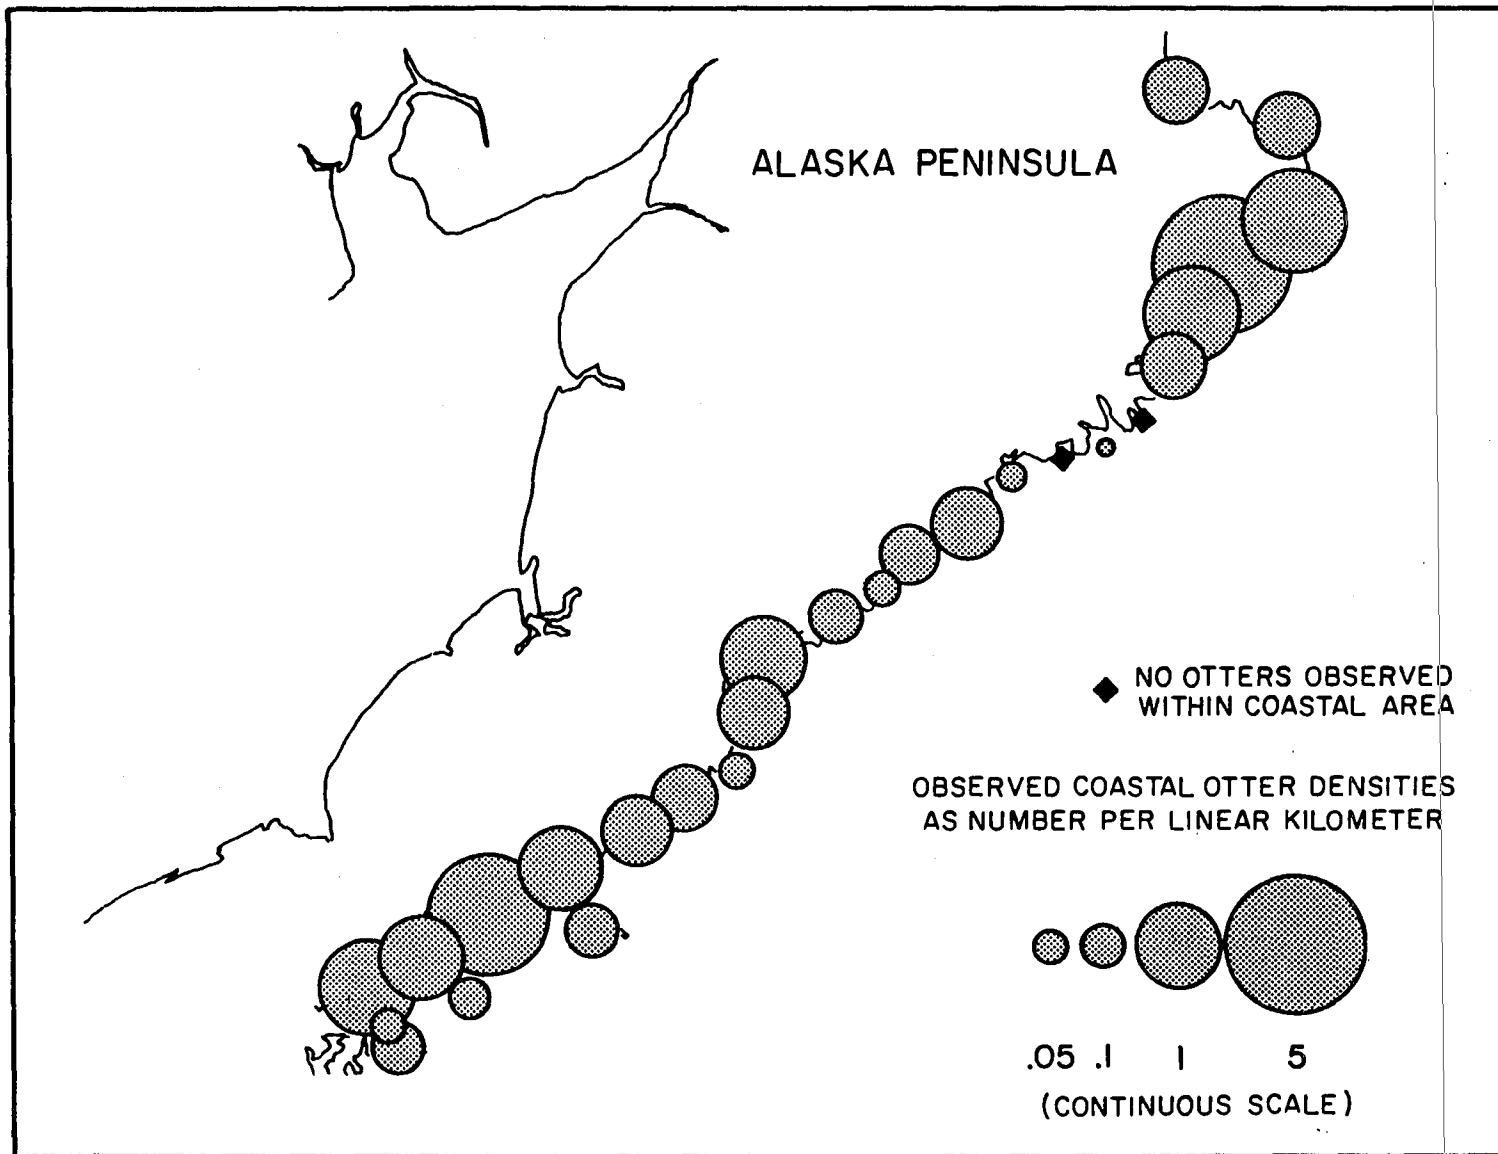 ALASKA PENINSULA
NO OTTERS OBSERVED
WITHIN COASTAL AREA
OBSERVED COASTAL OTTER DENSITIES
AS NUMBER PER LINEAR KILOMETER
.05 .1 1 5
(CONTINUOUS SCALE)